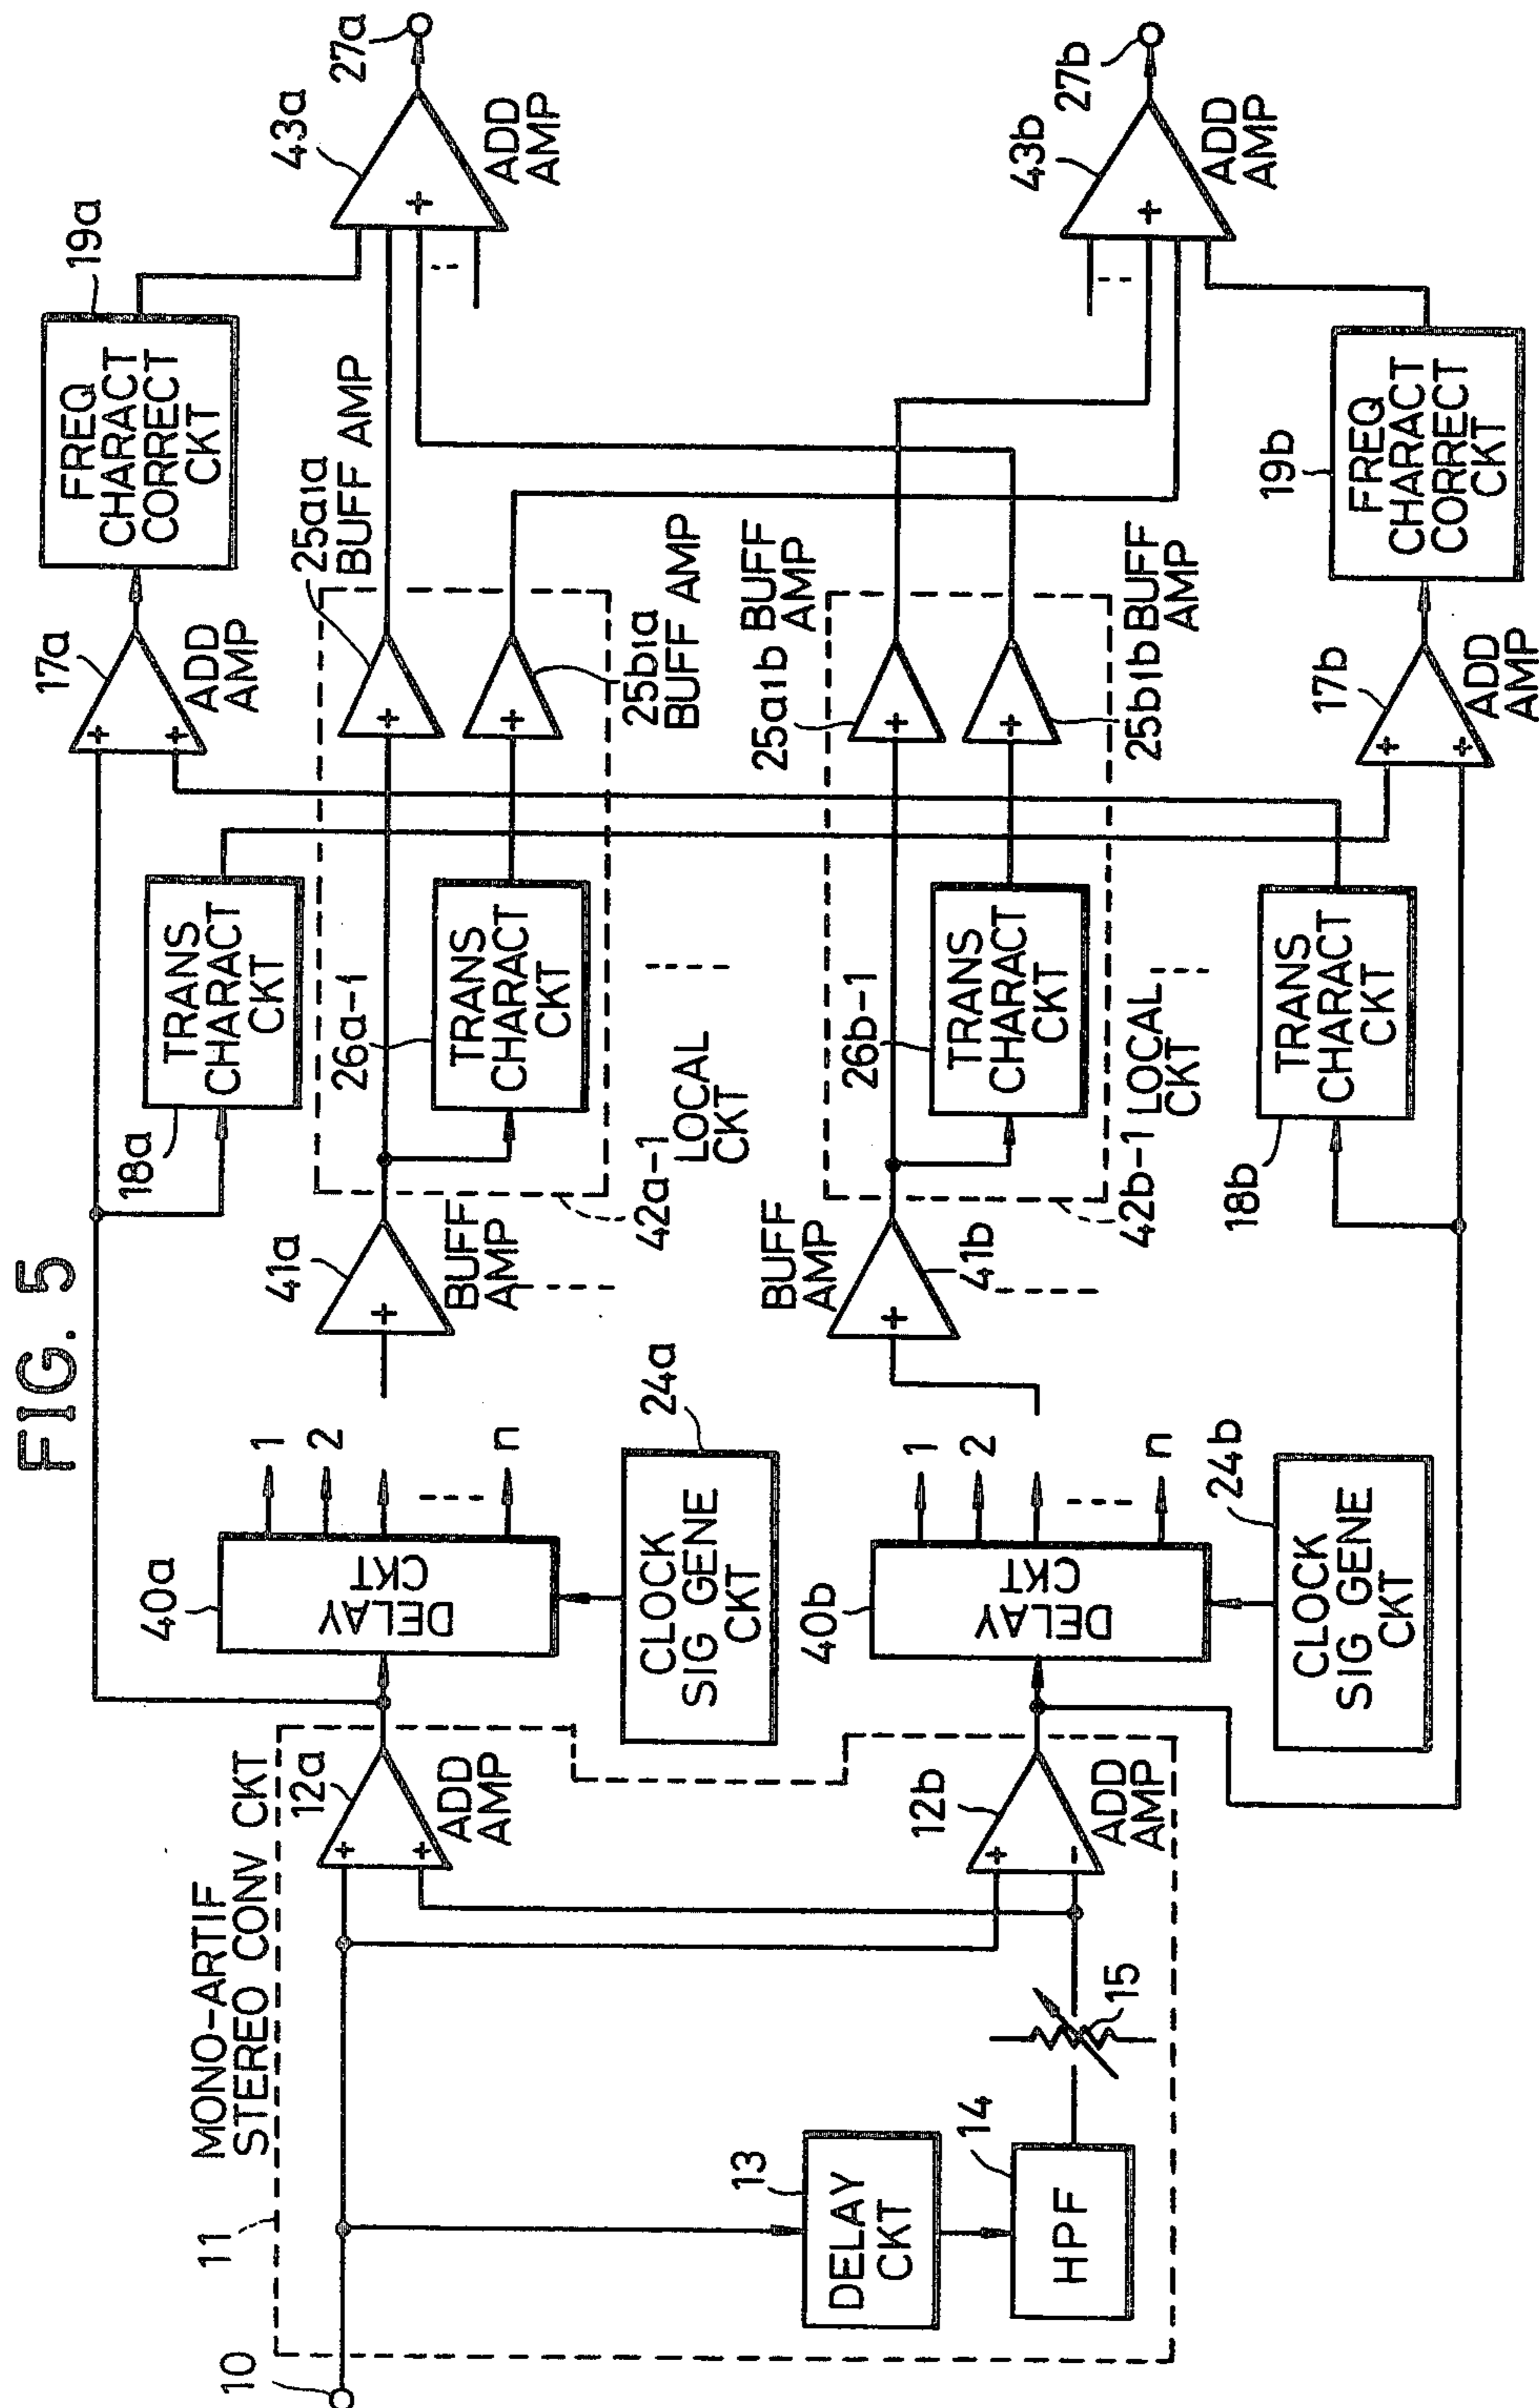 FIG. 5
10
11
MONO-ARTIF
STEREO CONV CKT
12a
+
+
ADD
AMP
13
DELAY
CKT
14
HPF
15
12b
+
-
ADD
AMP
40a
DELAY
CKT
1
2
n
24a
CLOCK
SIG GENE
CKT
40b
DELAY
CKT
1
2
n
24b
CLOCK
SIG GENE
CKT
41a
+
BUFF
AMP
BUFF
AMP
+
41b
18a
TRANS
CHARACT
CKT
26a-1
TRANS
CHARACT
CKT
42a-1
LOCAL
CKT
26b-1
TRANS
CHARACT
CKT
42b-1
LOCAL
CKT
18b
TRANS
CHARACT
CKT
17a
+
+
ADD
AMP
25a1a
BUFF AMP
+
+
25b1a
BUFF AMP
25a1b
BUFF
AMP
+
+
25b1b
BUFF
AMP
17b
+
+
ADD
AMP
19a
FREQ
CHARACT
CORRECT
CKT
19b
FREQ
CHARACT
CORRECT
CKT
43a
+
ADD
AMP
27a
43b
+
ADD
AMP
27b